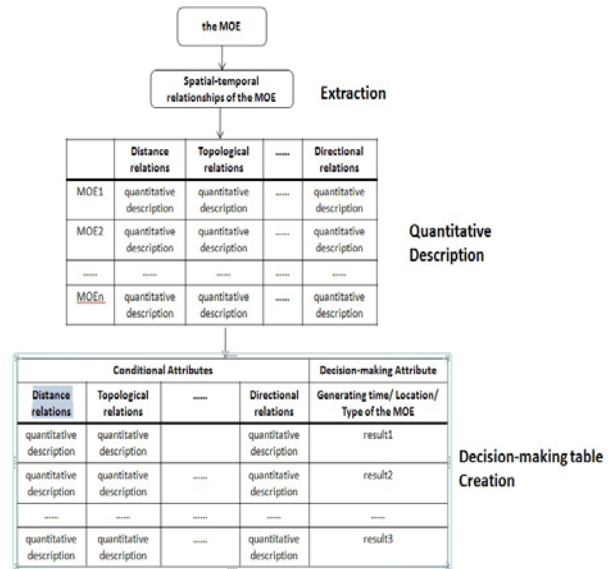 the MOE
Spatial-temporal
relationships of the MOE
Extraction
Distance relations Topological relations ...... Directional relations
MOE1 quantitative description quantitative description ...... quantitative description
MOE2 quantitative description quantitative description ...... quantitative description
...... ...... ...... ...... ......
MOEn quantitative description quantitative description ...... quantitative description
Quantitative
Description
Conditional Attributes Decision-making Attribute
Distance relations Topological relations ...... Directional relations Generating time/ Location/ Type of the MOE
quantitative description quantitative description quantitative description result1
quantitative description quantitative description ...... quantitative description result2
...... ...... ...... ......
quantitative description quantitative description ...... quantitative description result3
Decision-making table
Creation